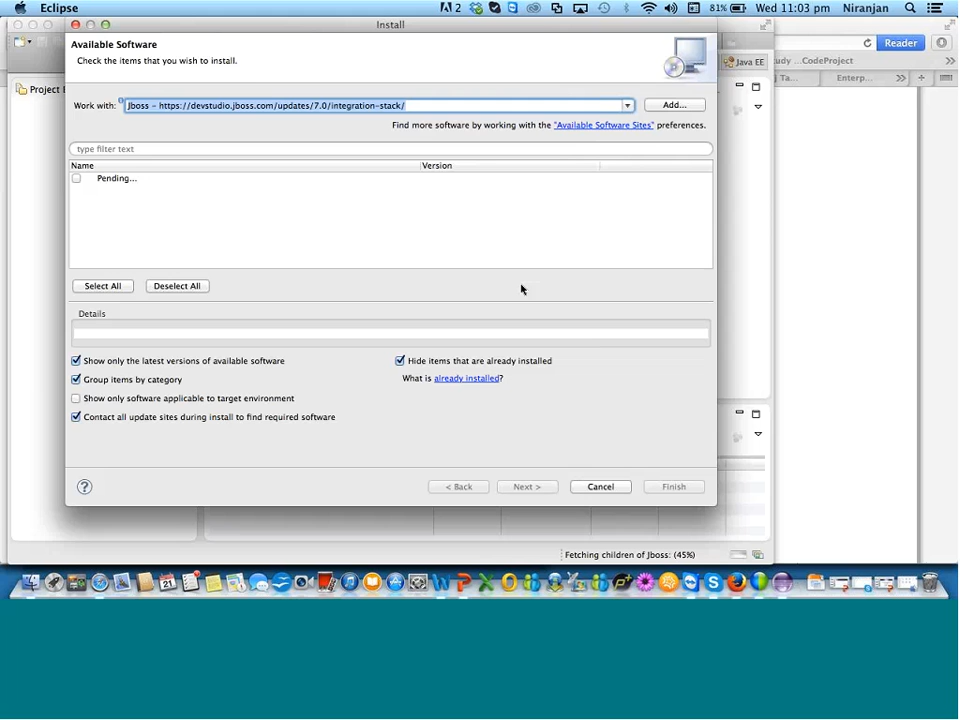 Eclipse
2
81%
Wed 11:03 pm
Niranjan
Install
Available Software
Check the items that you wish to install.
Reader
udy ...CodeProject
Java EE
Ta...
Enterp...
Project E
Work with:
Jboss – https://devstudio.jboss.com/updates/7.0/integration-stack/
Add...
Find more software by working with the "Available Software Sites" preferences.
type filter text
Name
Version
Pending...
Select All
Deselect All
Details
Show only the latest versions of available software
Hide items that are already installed
Group items by category
What is already installed?
Show only software applicable to target environment
Contact all update sites during install to find required software
< Back
Next >
Cancel
Finish
Fetching children of Jboss: (45%)